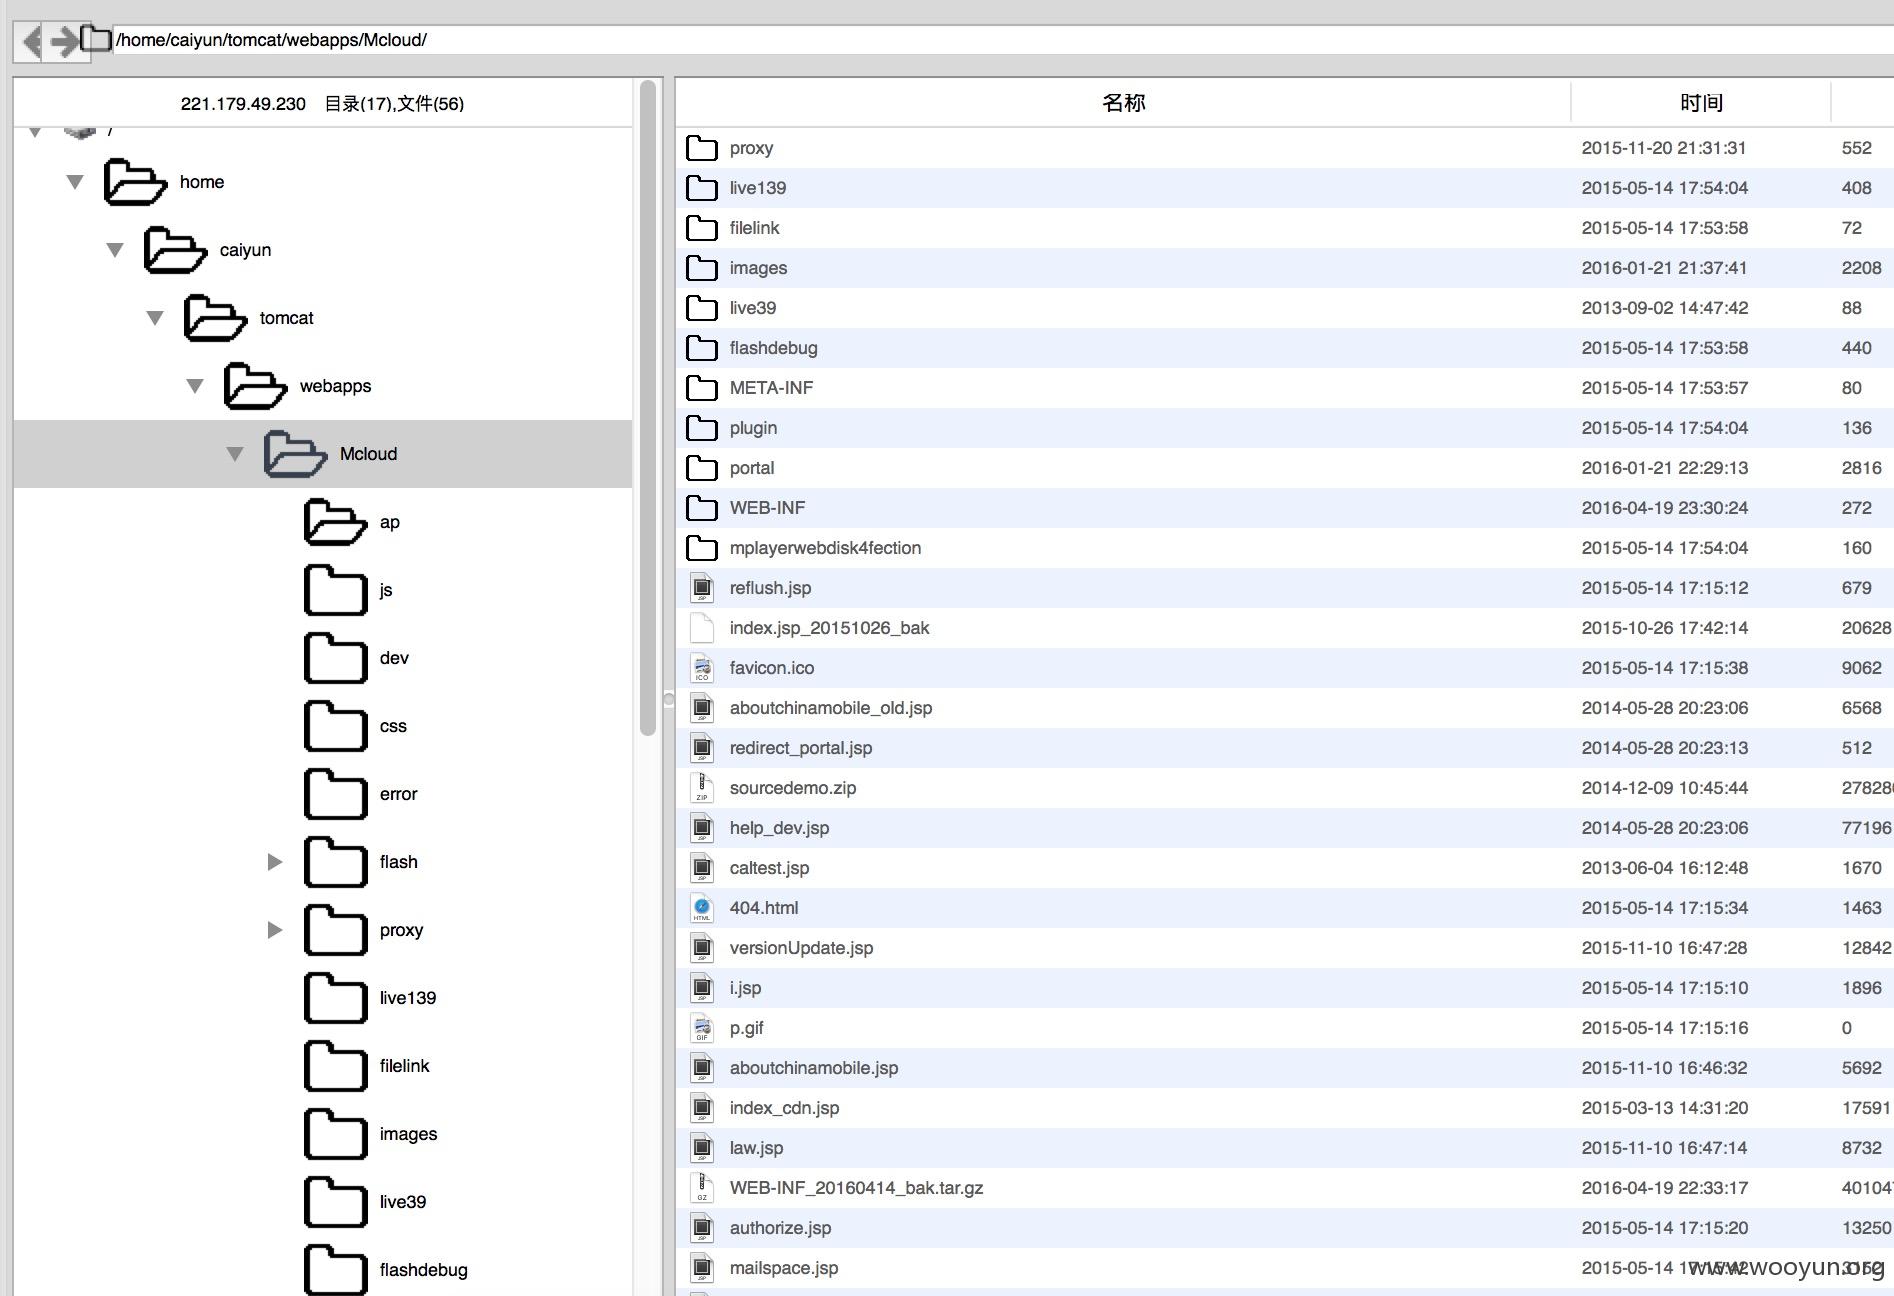 /home/caiyun/tomcat/webapps/Mcloud/
221.179.49.230 目录(17),文件(56)
/
home
caiyun
tomcat
webapps
Mcloud
ap
js
dev
css
error
flash
proxy
live139
filelink
images
live39
flashdebug
名称 时间
proxy 2015-11-20 21:31:31 552
live139 2015-05-14 17:54:04 408
filelink 2015-05-14 17:53:58 72
images 2016-01-21 21:37:41 2208
live39 2013-09-02 14:47:42 88
flashdebug 2015-05-14 17:53:58 440
META-INF 2015-05-14 17:53:57 80
plugin 2015-05-14 17:54:04 136
portal 2016-01-21 22:29:13 2816
WEB-INF 2016-04-19 23:30:24 272
mplayerwebdisk4fection 2015-05-14 17:54:04 160
reflush.jsp 2015-05-14 17:15:12 679
index.jsp_20151026_bak 2015-10-26 17:42:14 20628
favicon.ico 2015-05-14 17:15:38 9062
aboutchinamobile_old.jsp 2014-05-28 20:23:06 6568
redirect_portal.jsp 2014-05-28 20:23:13 512
sourcedemo.zip 2014-12-09 10:45:44 27828
help_dev.jsp 2014-05-28 20:23:06 77196
caltest.jsp 2013-06-04 16:12:48 1670
404.html 2015-05-14 17:15:34 1463
versionUpdate.jsp 2015-11-10 16:47:28 12842
i.jsp 2015-05-14 17:15:10 1896
p.gif 2015-05-14 17:15:16 0
aboutchinamobile.jsp 2015-11-10 16:46:32 5692
index_cdn.jsp 2015-03-13 14:31:20 17591
law.jsp 2015-11-10 16:47:14 8732
WEB-INF_20160414_bak.tar.gz 2016-04-19 22:33:17 40104
authorize.jsp 2015-05-14 17:15:20 13250
mailspace.jsp 2015-05-14
www.wooyun.org